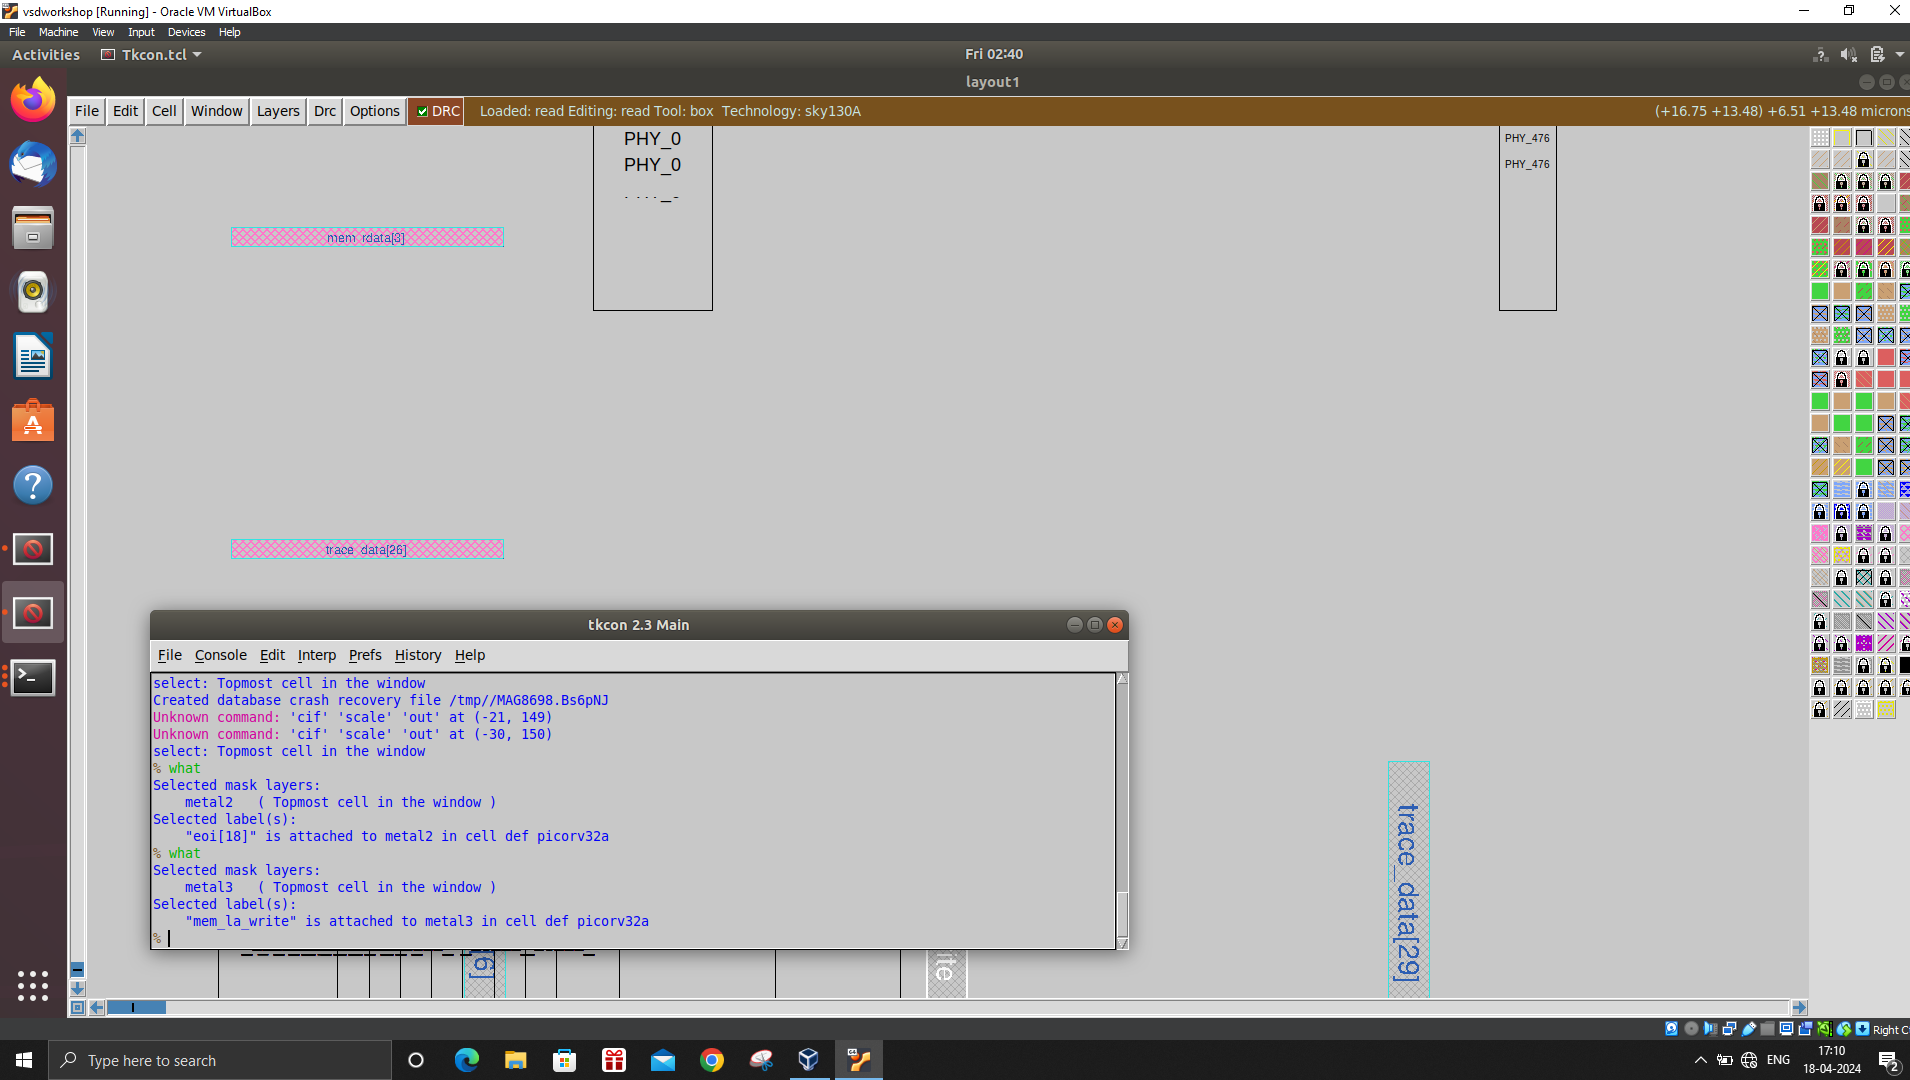 vsdworkshop [Running] - Oracle VM VirtualBox
File Machine View Input Devices Help
Activities Tkcon.tcl Fri 02:40
layout1
File Edit Cell Window Layers Drc Options DRC Loaded: read Editing: read Tool: box Technology: sky130A (+16.75 +13.48) +6.51 +13.48 microns
PHY_0 PHY_476
PHY_0 PHY_476
mem_rdata[3]
trace_data[26]
tkcon 2.3 Main
File Console Edit Interp Prefs History Help
select: Topmost cell in the window
Created database crash recovery file /tmp//MAG8698.Bs6pNJ
Unknown command: 'cif' 'scale' 'out' at (-21, 149)
Unknown command: 'cif' 'scale' 'out' at (-30, 150)
select: Topmost cell in the window
% what
Selected mask layers:
metal2 ( Topmost cell in the window )
Selected label(s):
"eoi[18]" is attached to metal2 in cell def picorv32a
% what
Selected mask layers:
metal3 ( Topmost cell in the window )
Selected label(s):
"mem_la_write" is attached to metal3 in cell def picorv32a
%
trace_data[29]
6]
ite
Right C
Type here to search
ENG
17:10
18-04-2024
2